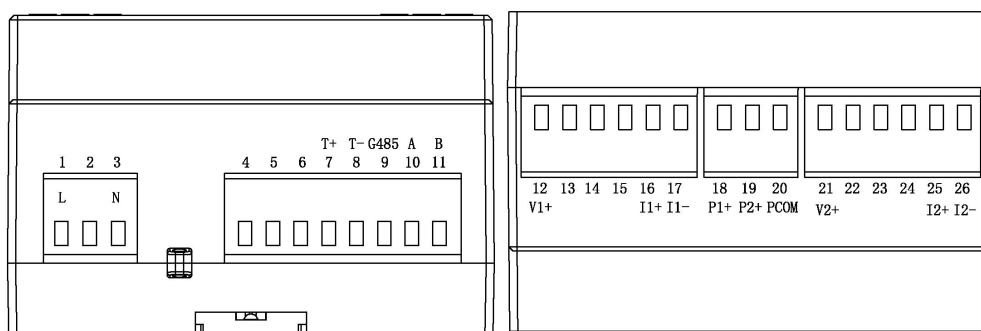 T+ T- G485 A B
1 2 3 4 5 6 7 8 9 10 11
L N
12 13 14 15 16 17 18 19 20 21 22 23 24 25 26
V1+ I1+ I1- P1+ P2+ PCOM V2+ I2+ I2-